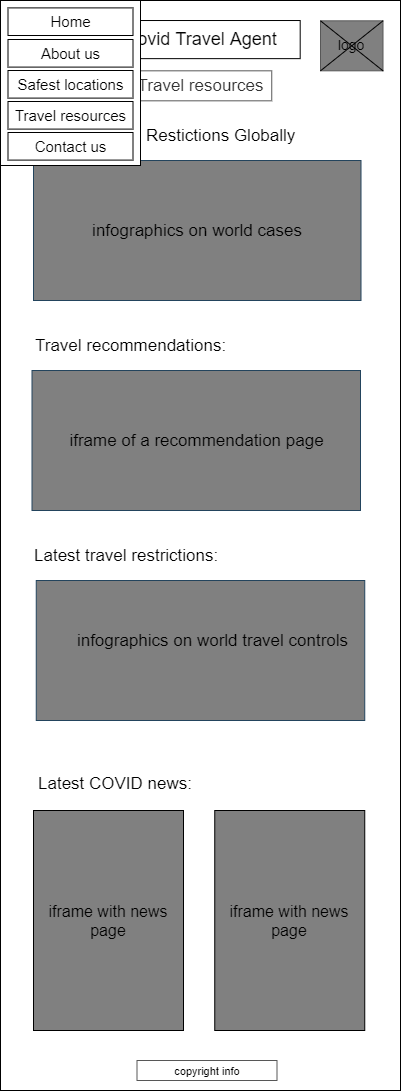 Home
About us
Safest locations
Travel resources
Contact us
ovid Travel Agent
logo
Travel resources
Restictions Globally
infographics on world cases
Travel recommendations:
iframe of a recommendation page
Latest travel restrictions:
infographics on world travel controls
Latest COVID news:
iframe with news
page
iframe with news
page
copyright info